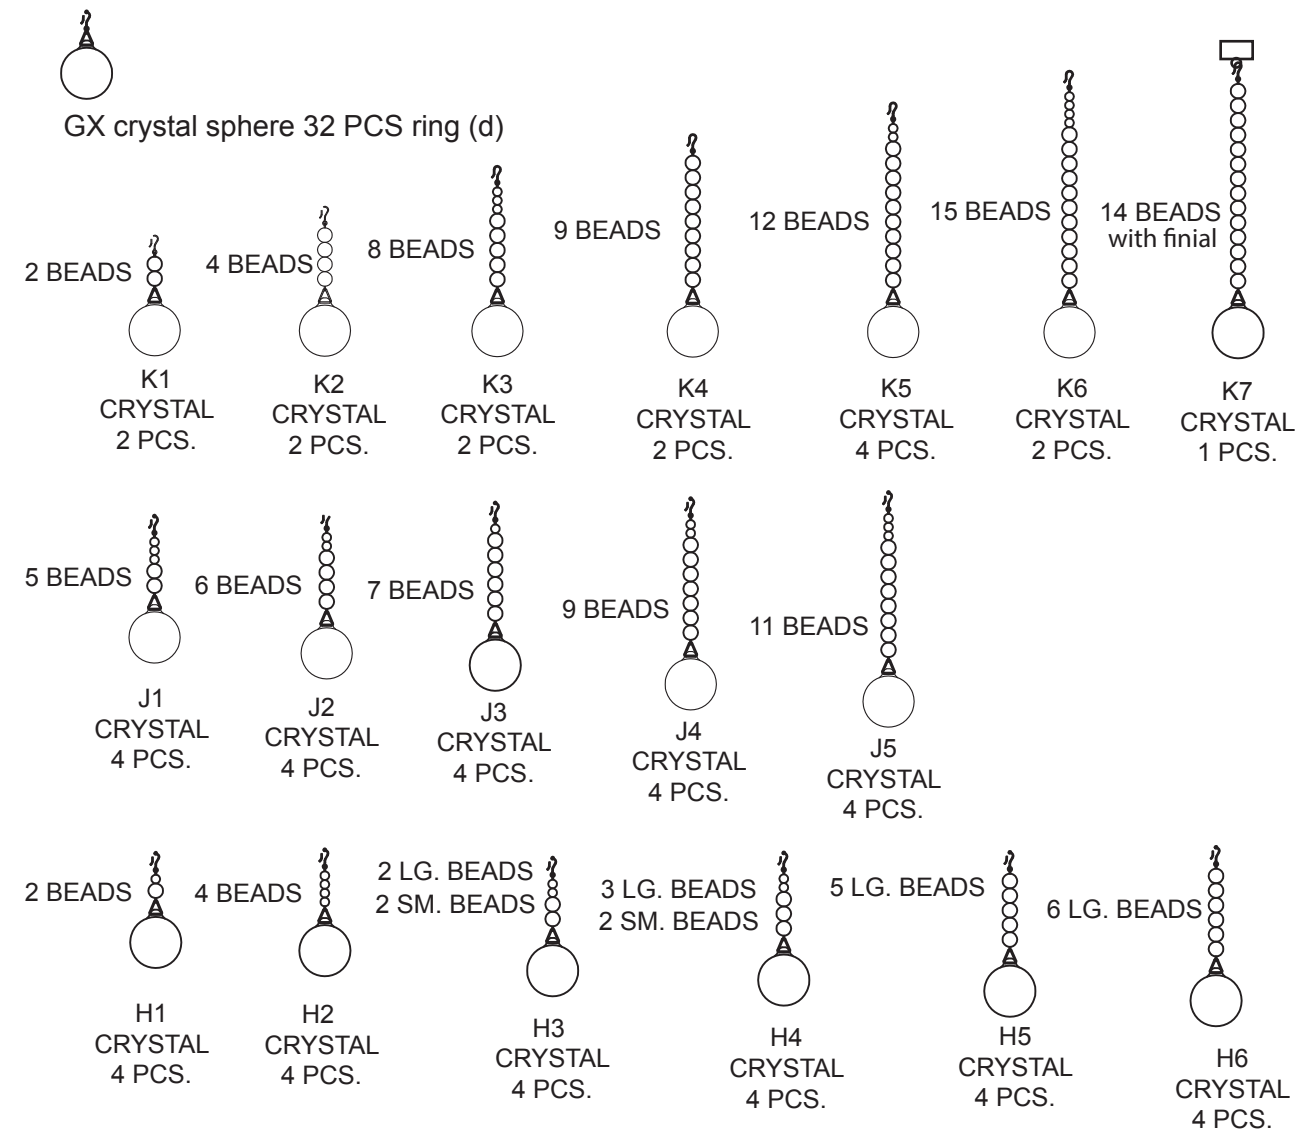 GX crystal sphere 32 PCS ring (d)
2 BEADS
K1
CRYSTAL
2 PCS.
4 BEADS
K2
CRYSTAL
2 PCS.
8 BEADS
K3
CRYSTAL
2 PCS.
9 BEADS
K4
CRYSTAL
2 PCS.
12 BEADS
K5
CRYSTAL
4 PCS.
15 BEADS
K6
CRYSTAL
2 PCS.
14 BEADS
with finial
K7
CRYSTAL
1 PCS.
5 BEADS
J1
CRYSTAL
4 PCS.
6 BEADS
J2
CRYSTAL
4 PCS.
7 BEADS
J3
CRYSTAL
4 PCS.
9 BEADS
J4
CRYSTAL
4 PCS.
11 BEADS
J5
CRYSTAL
4 PCS.
2 BEADS
H1
CRYSTAL
4 PCS.
4 BEADS
H2
CRYSTAL
4 PCS.
2 LG. BEADS
2 SM. BEADS
H3
CRYSTAL
4 PCS.
3 LG. BEADS
2 SM. BEADS
H4
CRYSTAL
4 PCS.
5 LG. BEADS
H5
CRYSTAL
4 PCS.
6 LG. BEADS
H6
CRYSTAL
4 PCS.